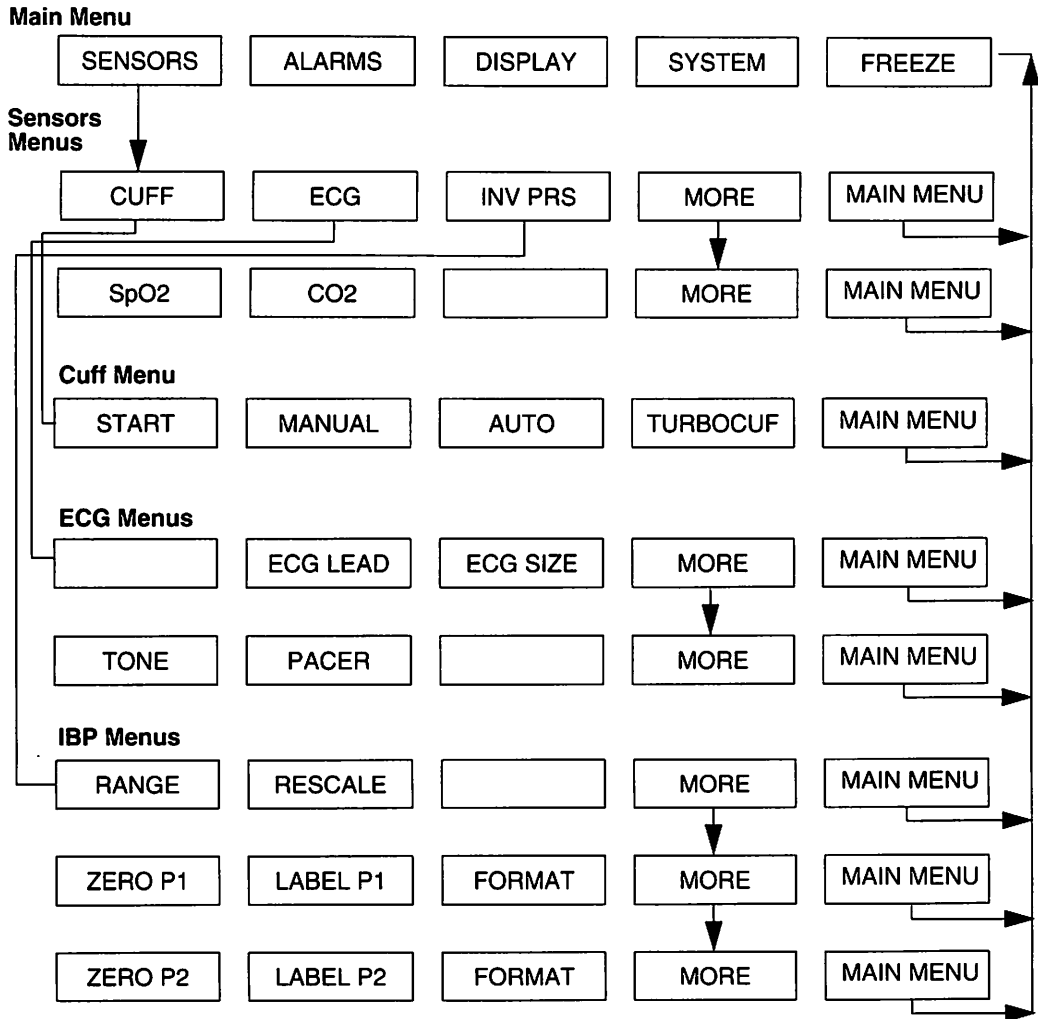 Main Menu
SENSORS ALARMS DISPLAY SYSTEM FREEZE
Sensors
Menus
CUFF ECG INV PRS MORE MAIN MENU
SpO2 CO2 MORE MAIN MENU
Cuff Menu
START MANUAL AUTO TURBOCUF MAIN MENU
ECG Menus
ECG LEAD ECG SIZE MORE MAIN MENU
TONE PACER MORE MAIN MENU
IBP Menus
RANGE RESCALE MORE MAIN MENU
ZERO P1 LABEL P1 FORMAT MORE MAIN MENU
ZERO P2 LABEL P2 FORMAT MORE MAIN MENU